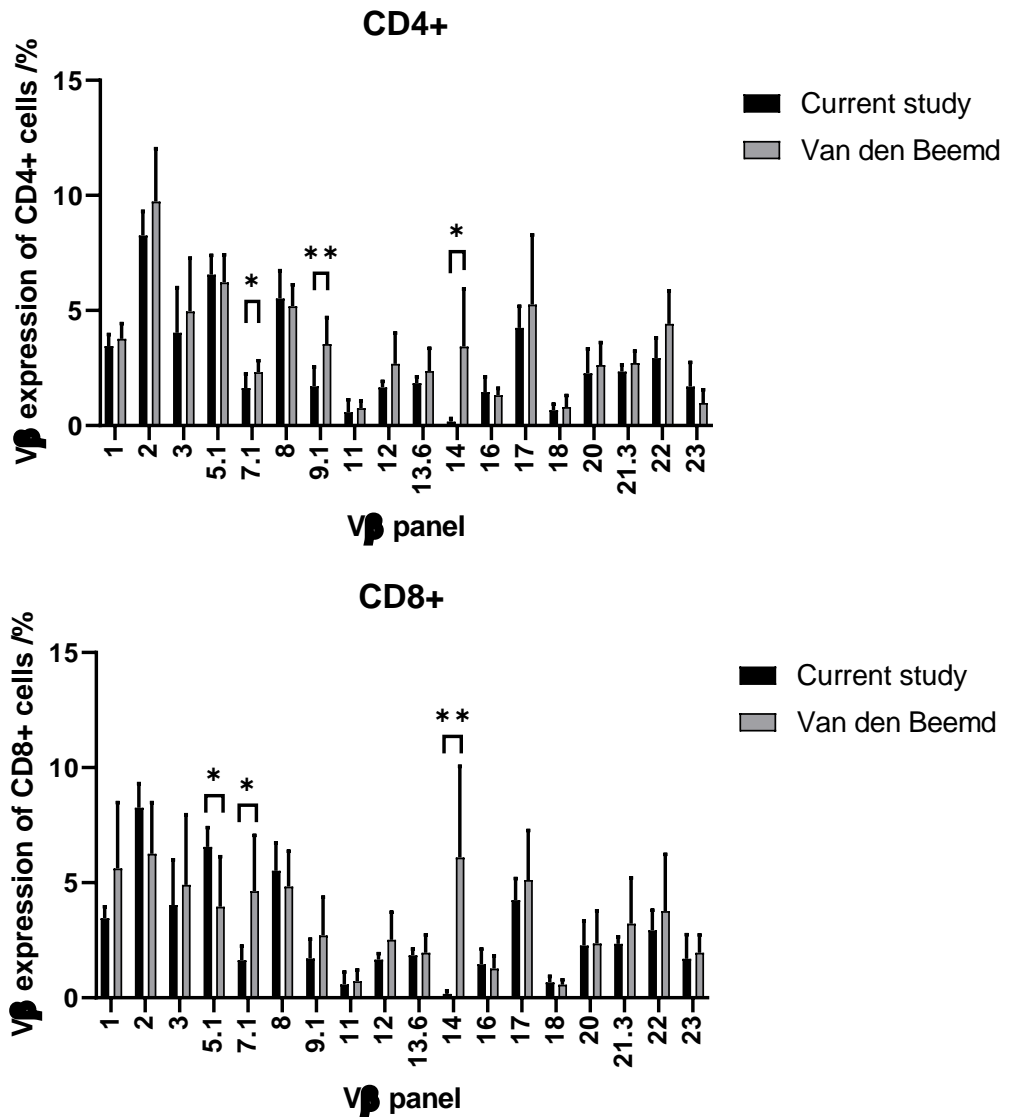 CD4+
Vβ expression of CD4+ cells /%
15
10
5
0
* ** *
1 2 3 5.1 7.1 8 9.1 11 12 13.6 14 16 17 18 20 21.3 22 23
Vβ panel
Current study
Van den Beemd
CD8+
Vβ expression of CD8+ cells /%
15
10
5
0
* * **
1 2 3 5.1 7.1 8 9.1 11 12 13.6 14 16 17 18 20 21.3 22 23
Vβ panel
Current study
Van den Beemd